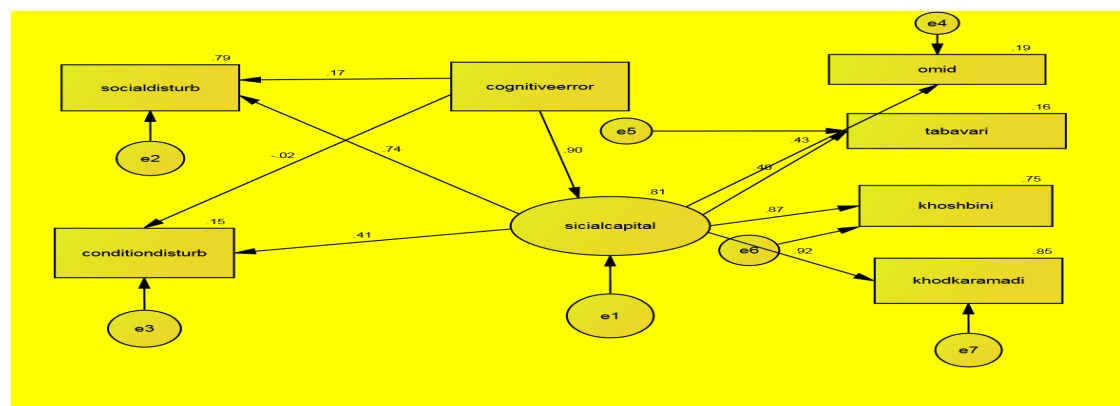 e4
.79
.19
socialdisturb
.17
cognitiveerror
omid
.16
e5
.43
tabavari
e2
-.02
.74
.90
.40
.81
.75
.15
.87
khoshbini
sicialcapital
.41
conditiondisturb
e6
.92
.85
khodkaramadi
e3
e1
e7